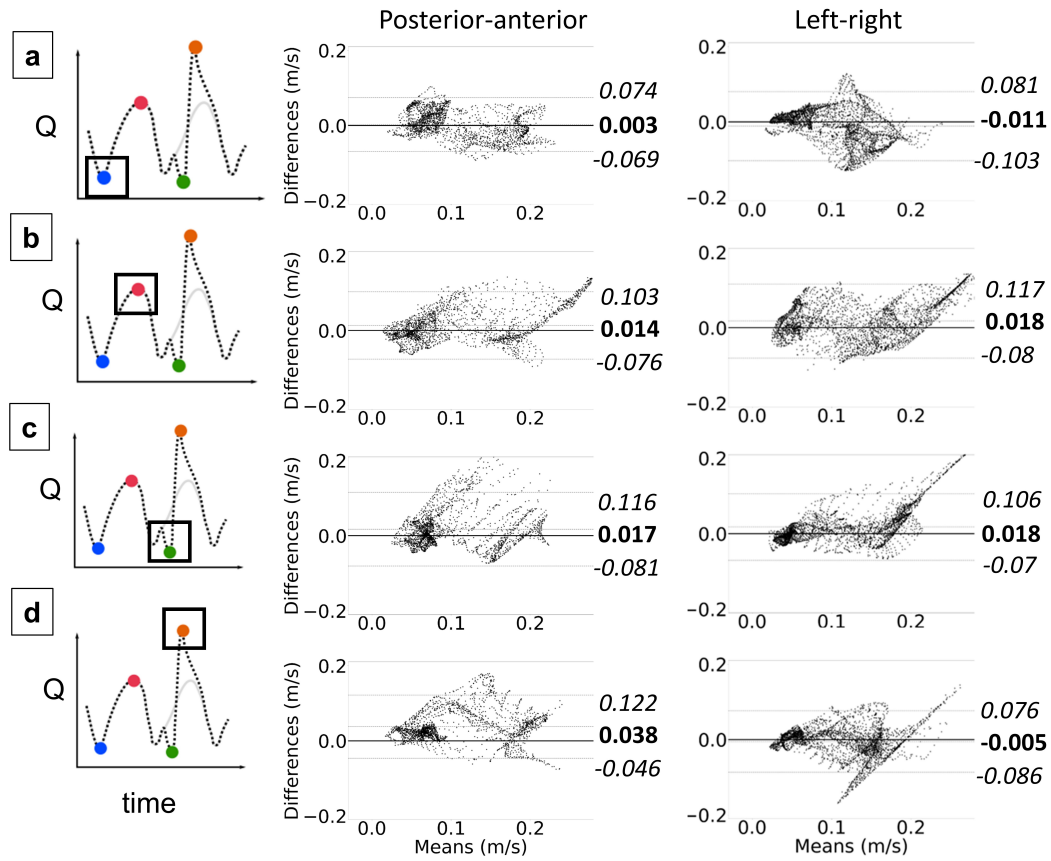 Posterior-anterior
Left-right
a
Q
Differences (m/s)
0.2
0.0
−0.2
0.0 0.1 0.2
0.074
0.003
-0.069
0.2
0.0
−0.2
0.0 0.1 0.2
0.081
-0.011
-0.103
b
Q
Differences (m/s)
0.2
0.0
−0.2
0.0 0.1 0.2
0.103
0.014
-0.076
0.2
0.0
−0.2
0.0 0.1 0.2
0.117
0.018
-0.08
c
Q
Differences (m/s)
0.2
0.0
−0.2
0.0 0.1 0.2
0.116
0.017
-0.081
0.2
0.0
−0.2
0.0 0.1 0.2
0.106
0.018
-0.07
d
Q
time
Differences (m/s)
0.2
0.0
−0.2
0.0 0.1 0.2
Means (m/s)
0.122
0.038
-0.046
0.2
0.0
−0.2
0.0 0.1 0.2
Means (m/s)
0.076
-0.005
-0.086